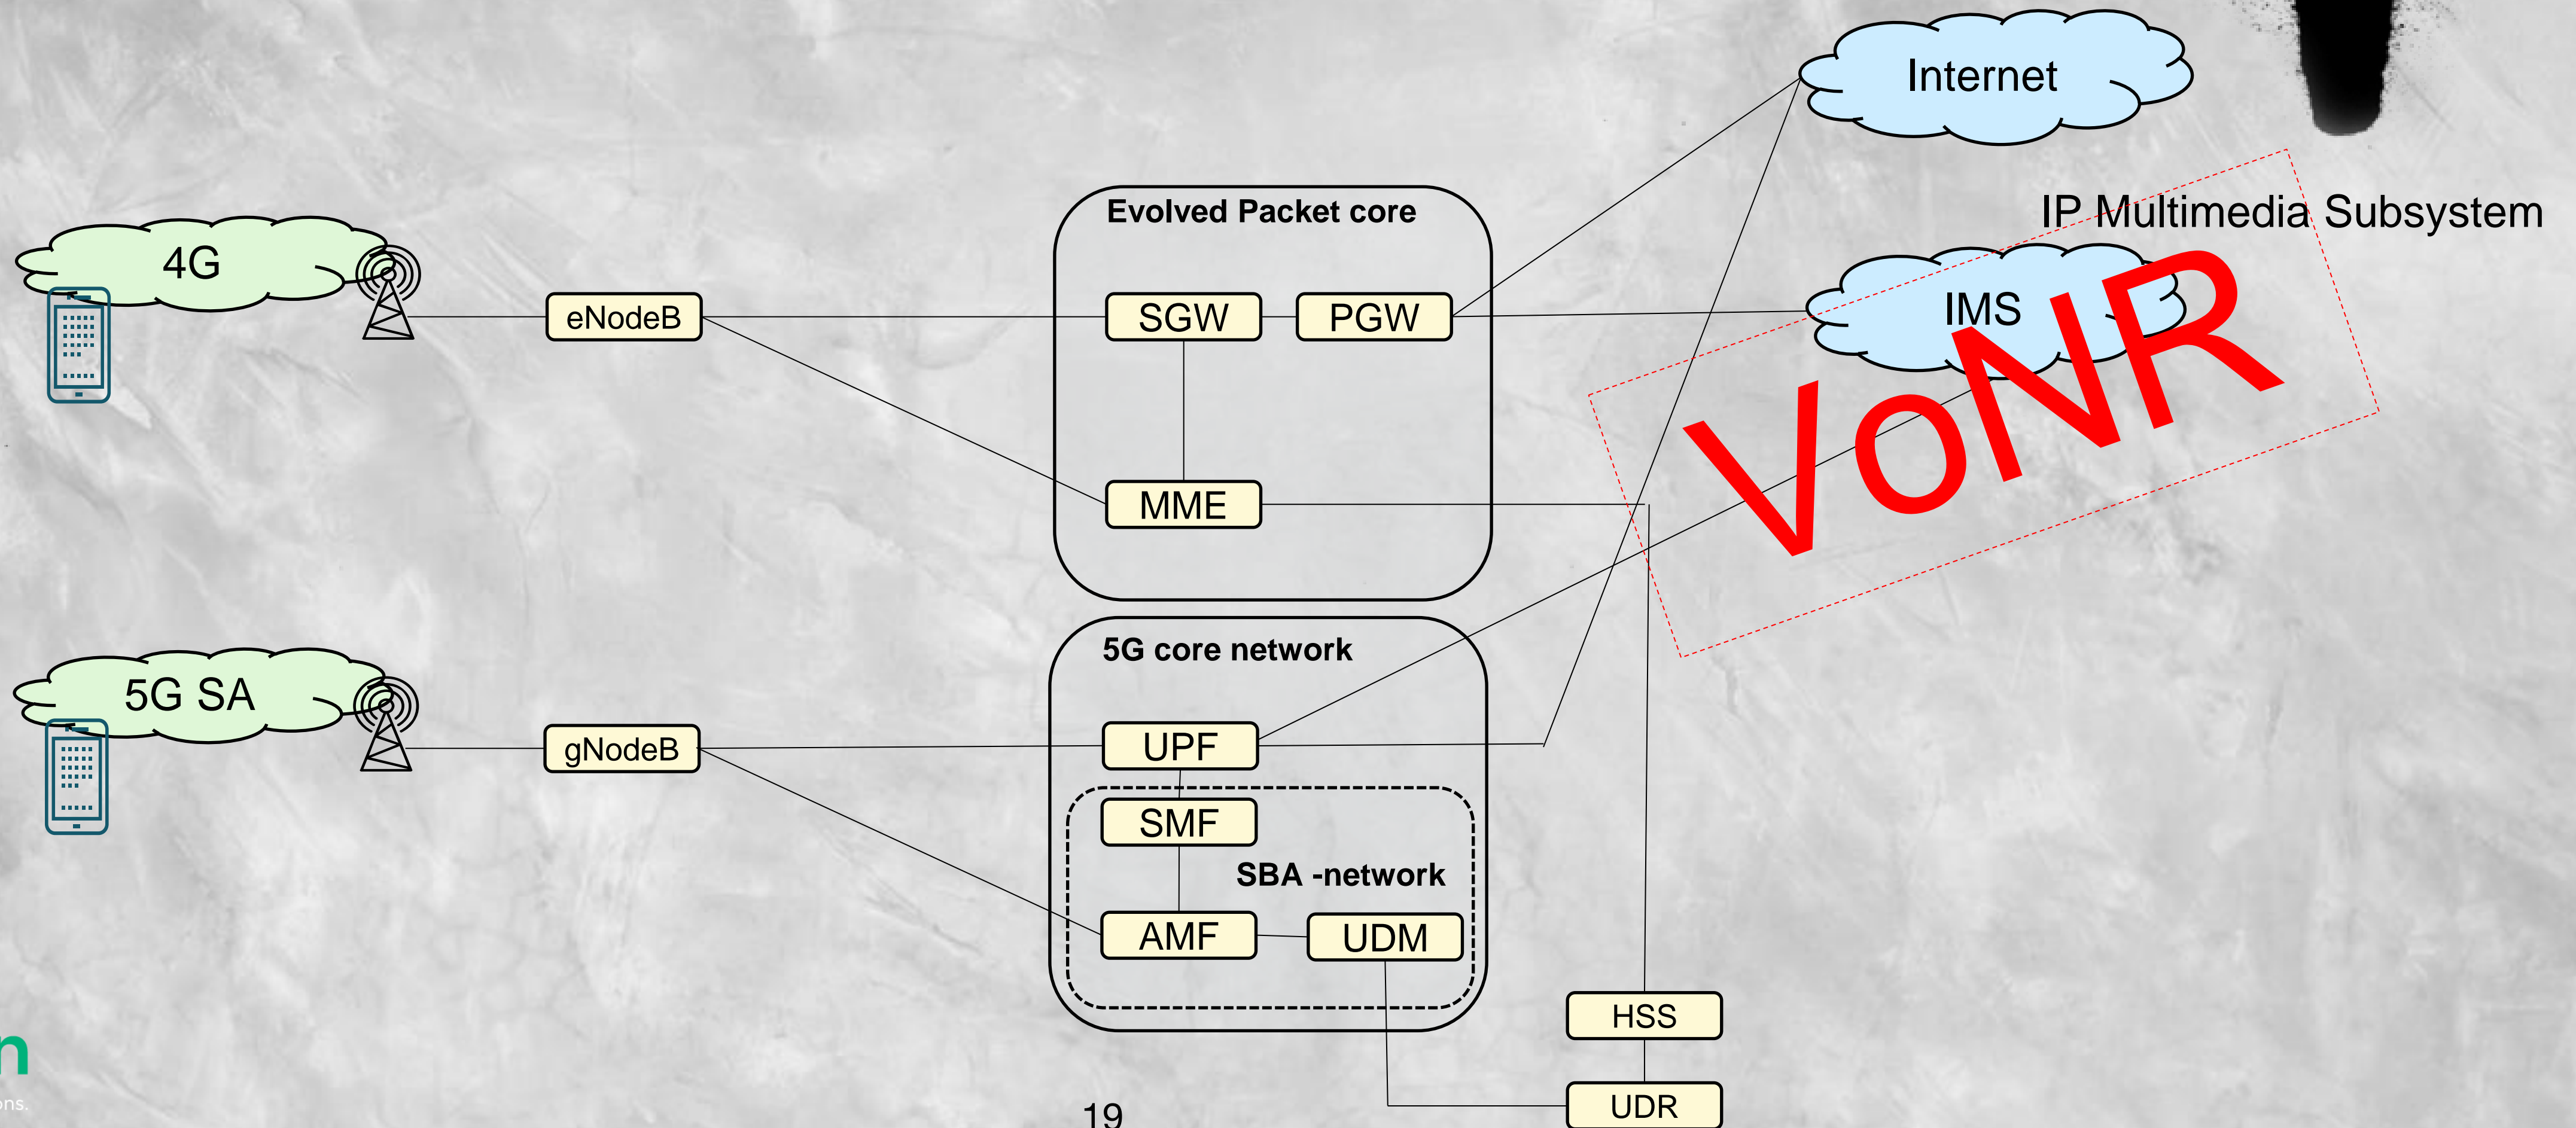 Internet
IP Multimedia Subsystem
Evolved Packet core
4G
eNodeB
SGW
PGW
IMS
VoNR
MME
5G core network
5G SA
gNodeB
UPF
SMF
SBA -network
AMF
UDM
HSS
UDR
n
ons.
19